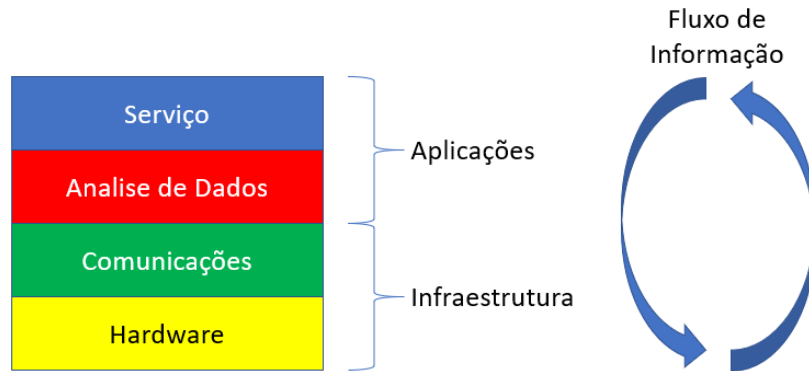 Fluxo de
Informação
Serviço
Analise de Dados
Comunicações
Hardware
Aplicações
Infraestrutura